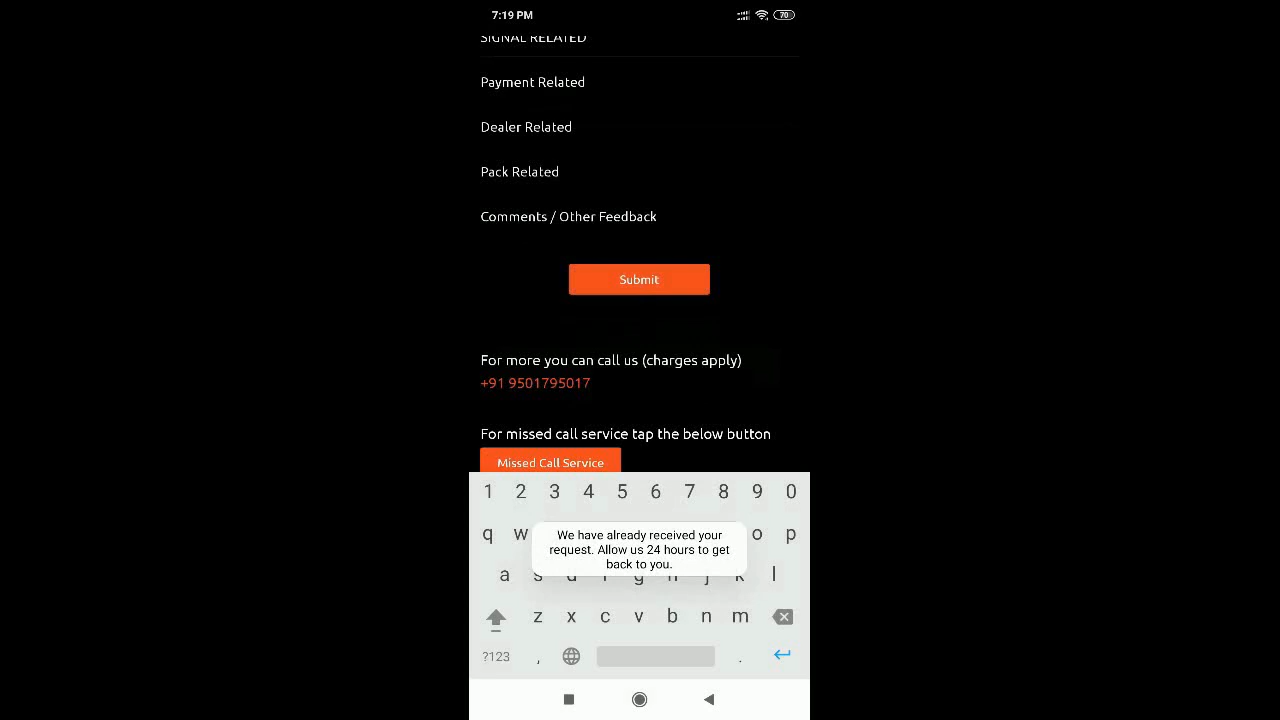 7:19 PM
70
SIGNAL RELATED
Payment Related
Dealer Related
Pack Related
Comments / Other Feedback
Submit
For more you can call us (charges apply)
+91 9501795017
For missed call service tap the below button
Missed Call Service
1 2 3 4 5 6 7 8 9 0
q w o p
We have already received your
request. Allow us 24 hours to get
back to you.
a s d f g h j k l
z x c v b n m
?123 , .